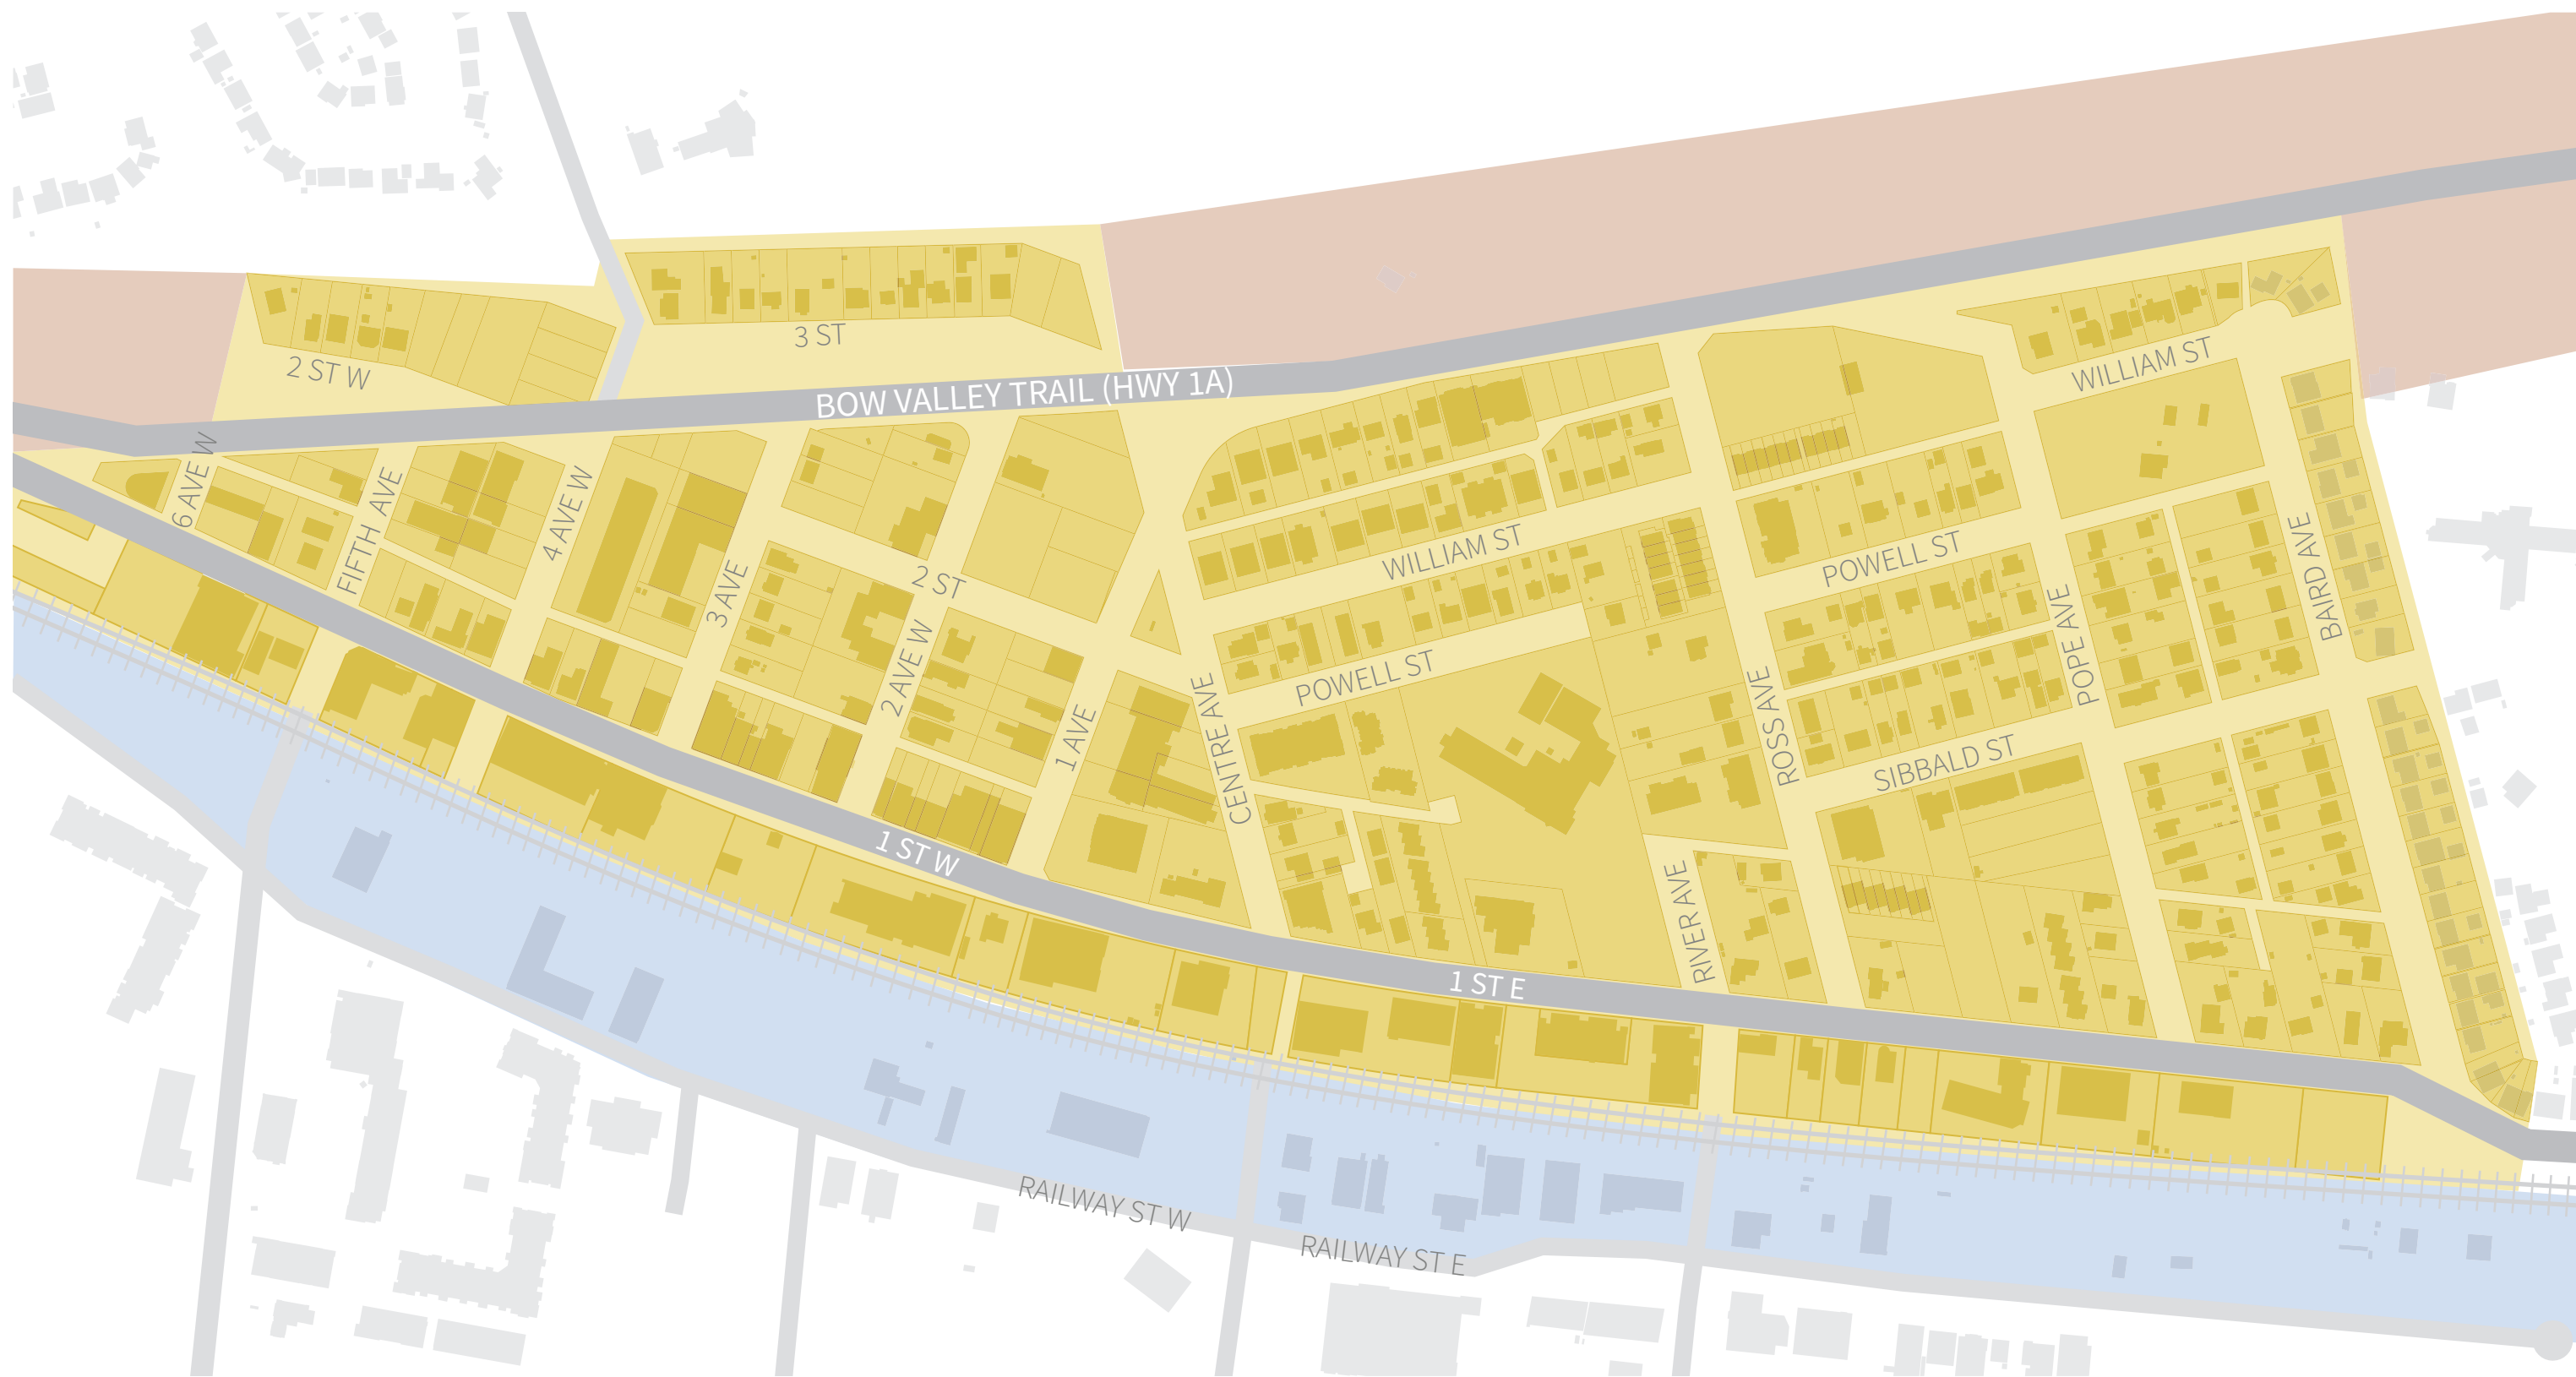 3 ST
2 ST W
WILLIAM ST
BOW VALLEY TRAIL (HWY 1A)
6 AVE W
FIFTH AVE
4 AVE W
3 AVE
2 ST
2 AVE W
1 AVE
WILLIAM ST
POWELL ST
POWELL ST
BAIRD AVE
POPE AVE
CENTRE AVE
ROSS AVE
SIBBALD ST
1 ST W
RIVER AVE
1 ST E
RAILWAY ST W
RAILWAY ST E